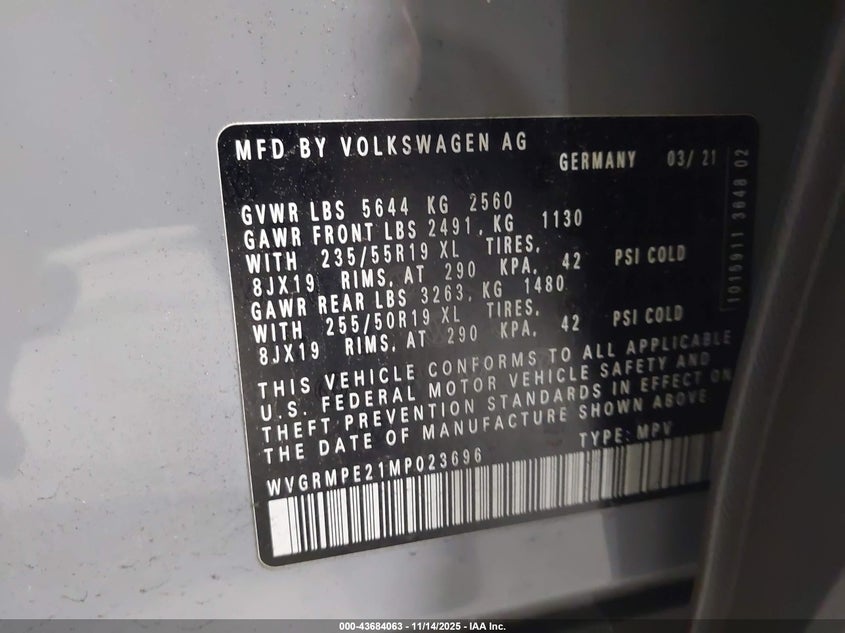 MFD BY VOLKSWAGEN AG
GERMANY 03/ 21
GVWR LBS 5644 KG 2560
GAWR FRONT LBS 2491, KG 1130
WITH 235/55R19 XL TIRES,
8JX19 RIMS, AT 290 KPA, 42 PSI COLD
GAWR REAR LBS 3263, KG 1480
WITH 255/50R19 XL TIRES,
8JX19 RIMS, AT 290 KPA, 42 PSI COLD
THIS VEHICLE CONFORMS TO ALL APPLICABLE
U.S. FEDERAL MOTOR VEHICLE SAFETY AND
THEFT PREVENTION STANDARDS IN EFFECT ON
THE DATE OF MANUFACTURE SHOWN ABOVE
WVGRMPE21MP023696 TYPE: MPV
1015911 3648 02
000-43684063 - 11/14/2025 - IAA Inc.